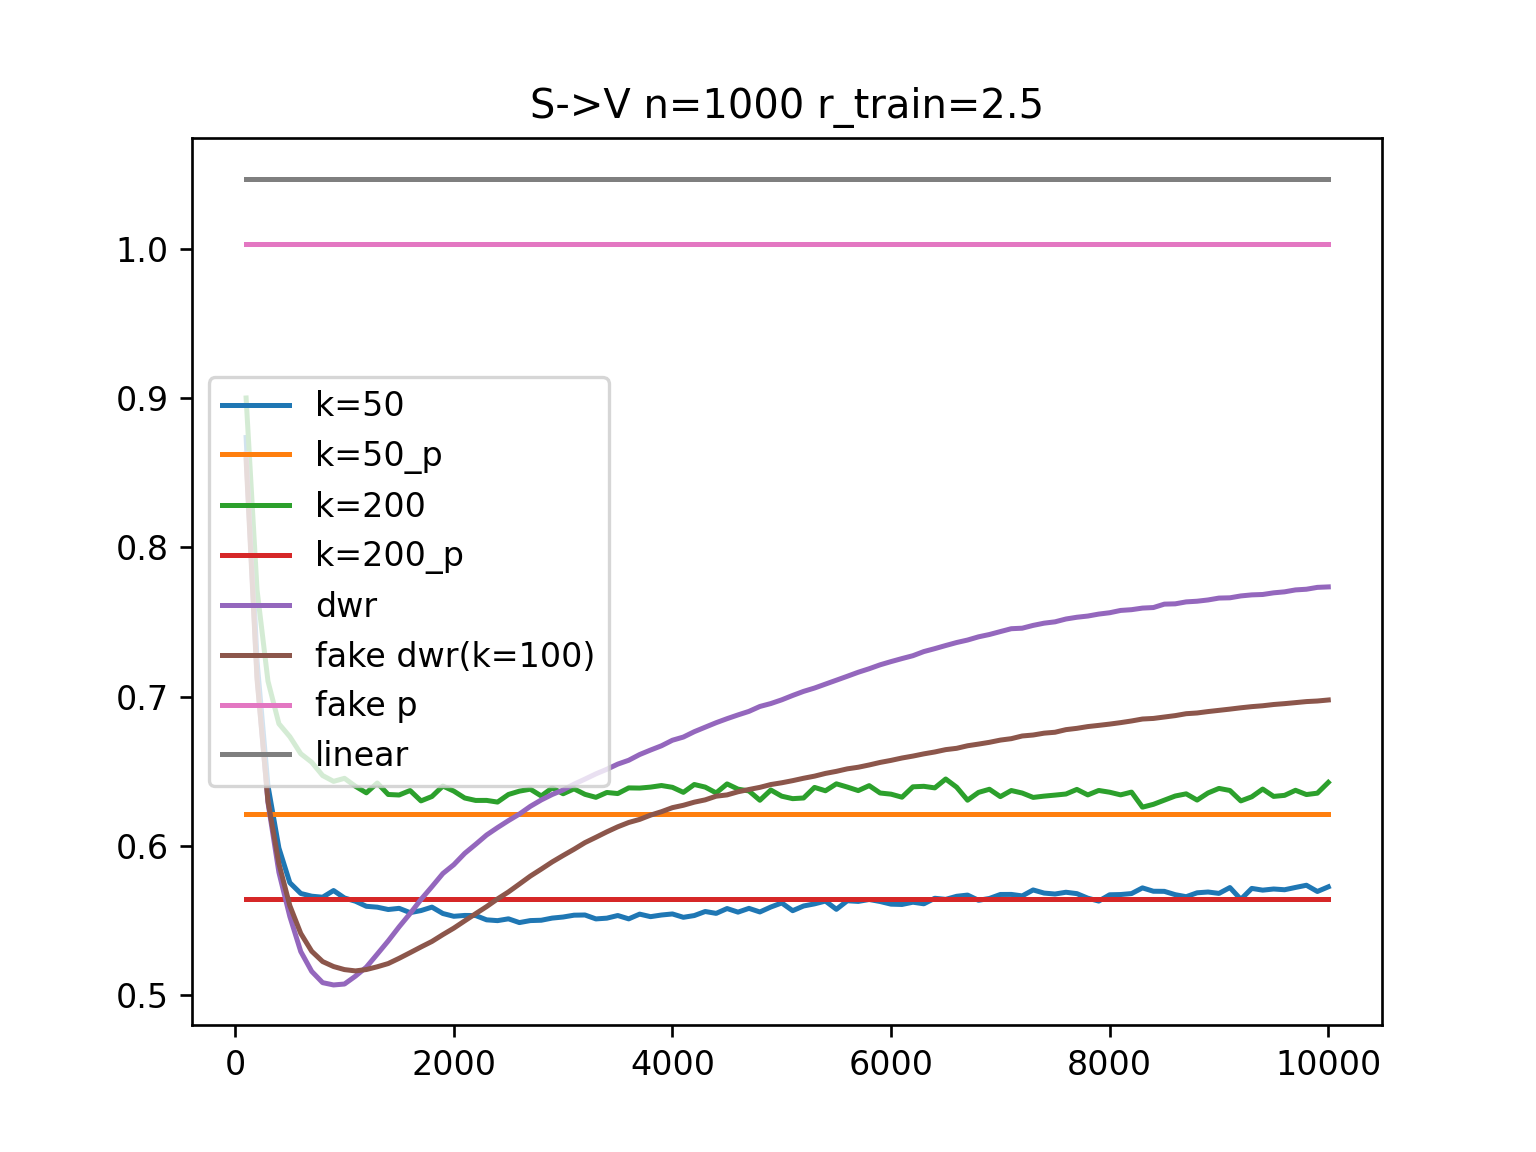 S->V n=1000 r_train=2.5
1.0
0.9
0.8
0.7
0.6
0.5
k=50
k=50_p
k=200
k=200_p
dwr
fake dwr(k=100)
fake p
linear
0 2000 4000 6000 8000 10000